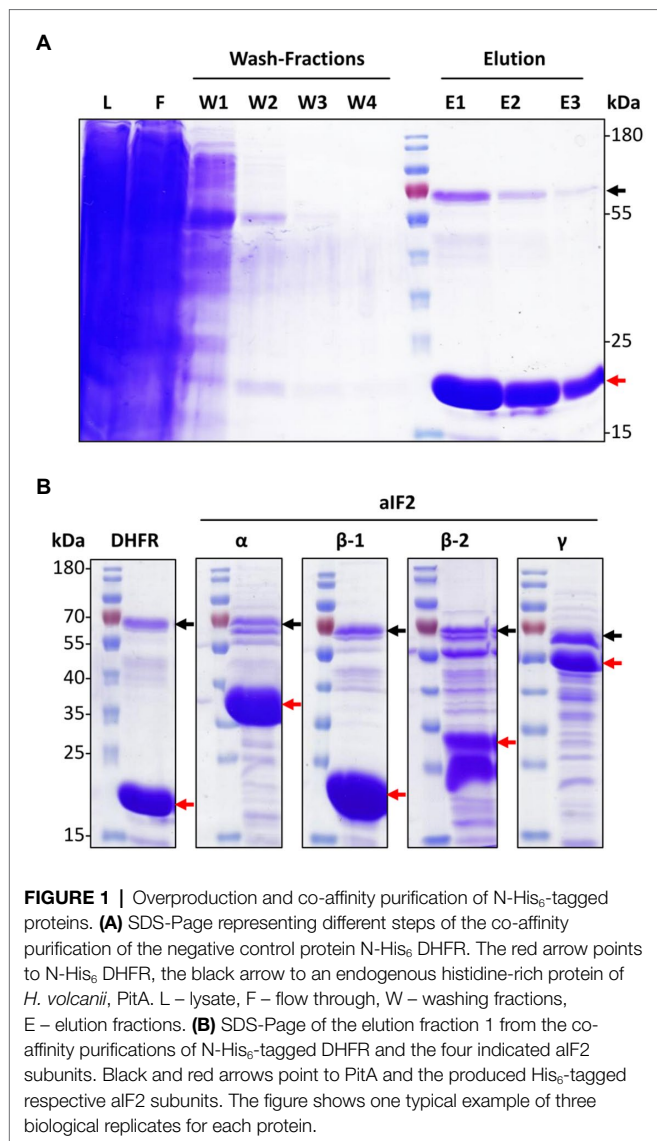 A
Wash-Fractions Elution
L F W1 W2 W3 W4 E1 E2 E3 kDa
-180
-55
-25
-15
B
aIF2
kDa DHFR α β-1 β-2 γ
180-
70-
55-
40-
35-
25-
15-
FIGURE 1 | Overproduction and co-affinity purification of N-His₆-tagged
proteins. (A) SDS-Page representing different steps of the co-affinity
purification of the negative control protein N-His₆ DHFR. The red arrow points
to N-His₆ DHFR, the black arrow to an endogenous histidine-rich protein of
H. volcanii, PitA. L – lysate, F – flow through, W – washing fractions,
E – elution fractions. (B) SDS-Page of the elution fraction 1 from the co-
affinity purifications of N-His₆-tagged DHFR and the four indicated aIF2
subunits. Black and red arrows point to PitA and the produced His₆-tagged
respective aIF2 subunits. The figure shows one typical example of three
biological replicates for each protein.